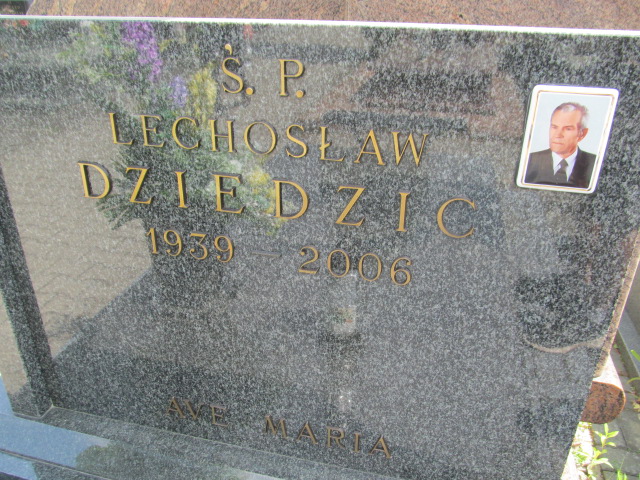 Ś. P.
LECHOSŁAW
DZIEDZIC
1939 - 2006
AVE MARIA